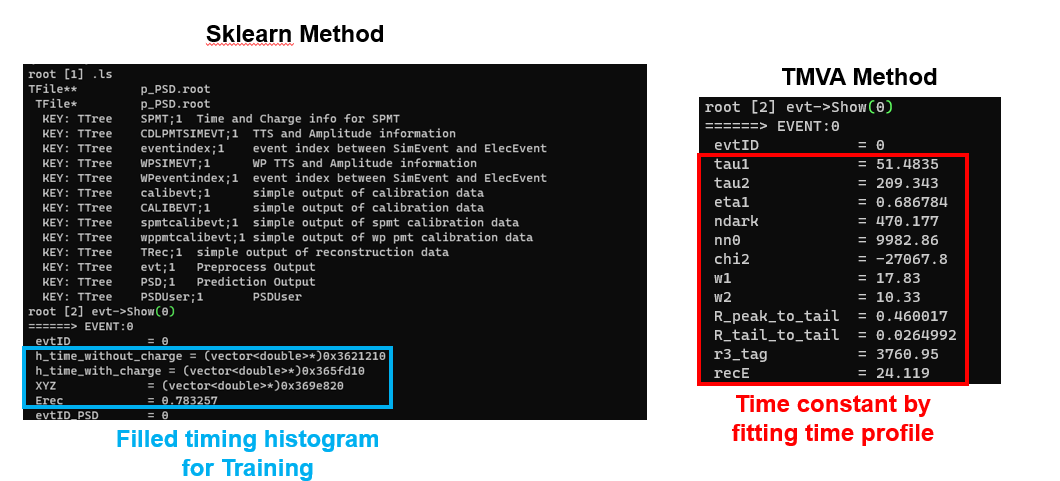 Sklearn Method
root [1] .ls
TFile** p_PSD.root
TFile* p_PSD.root
KEY: TTree SPMT;1 Time and Charge info for SPMT
KEY: TTree CDLPMTSIMEVT;1 TTS and Amplitude information
KEY: TTree eventindex;1 event index between SimEvent and ElecEvent
KEY: TTree WPSIMEVT;1 WP TTS and Amplitude information
KEY: TTree WPeventindex;1 event index between SimEvent and ElecEvent
KEY: TTree calibevt;1 simple output of calibration data
KEY: TTree CALIBEVT;1 simple output of calibration data
KEY: TTree spmtcalibevt;1 simple output of spmt calibration data
KEY: TTree wppmtcalibevt;1 simple output of wp pmt calibration data
KEY: TTree TRec;1 simple output of reconstruction data
KEY: TTree evt;1 Preprocess Output
KEY: TTree PSD;1 Prediction Output
KEY: TTree PSDUser;1 PSDUser
root [2] evt->Show(0)
======> EVENT:0
evtID = 0
h_time_without_charge = (vector<double>*)0x3621210
h_time_with_charge = (vector<double>*)0x365fd10
XYZ = (vector<double>*)0x369e820
Erec = 0.783257
evtID_PSD = 0
Filled timing histogram
for Training
TMVA Method
root [2] evt->Show(0)
======> EVENT:0
evtID = 0
tau1 = 51.4835
tau2 = 209.343
eta1 = 0.686784
ndark = 470.177
nn0 = 9982.86
chi2 = -27067.8
w1 = 17.83
w2 = 10.33
R_peak_to_tail = 0.460017
R_tail_to_tail = 0.0264992
r3_tag = 3760.95
recE = 24.119
Time constant by
fitting time profile